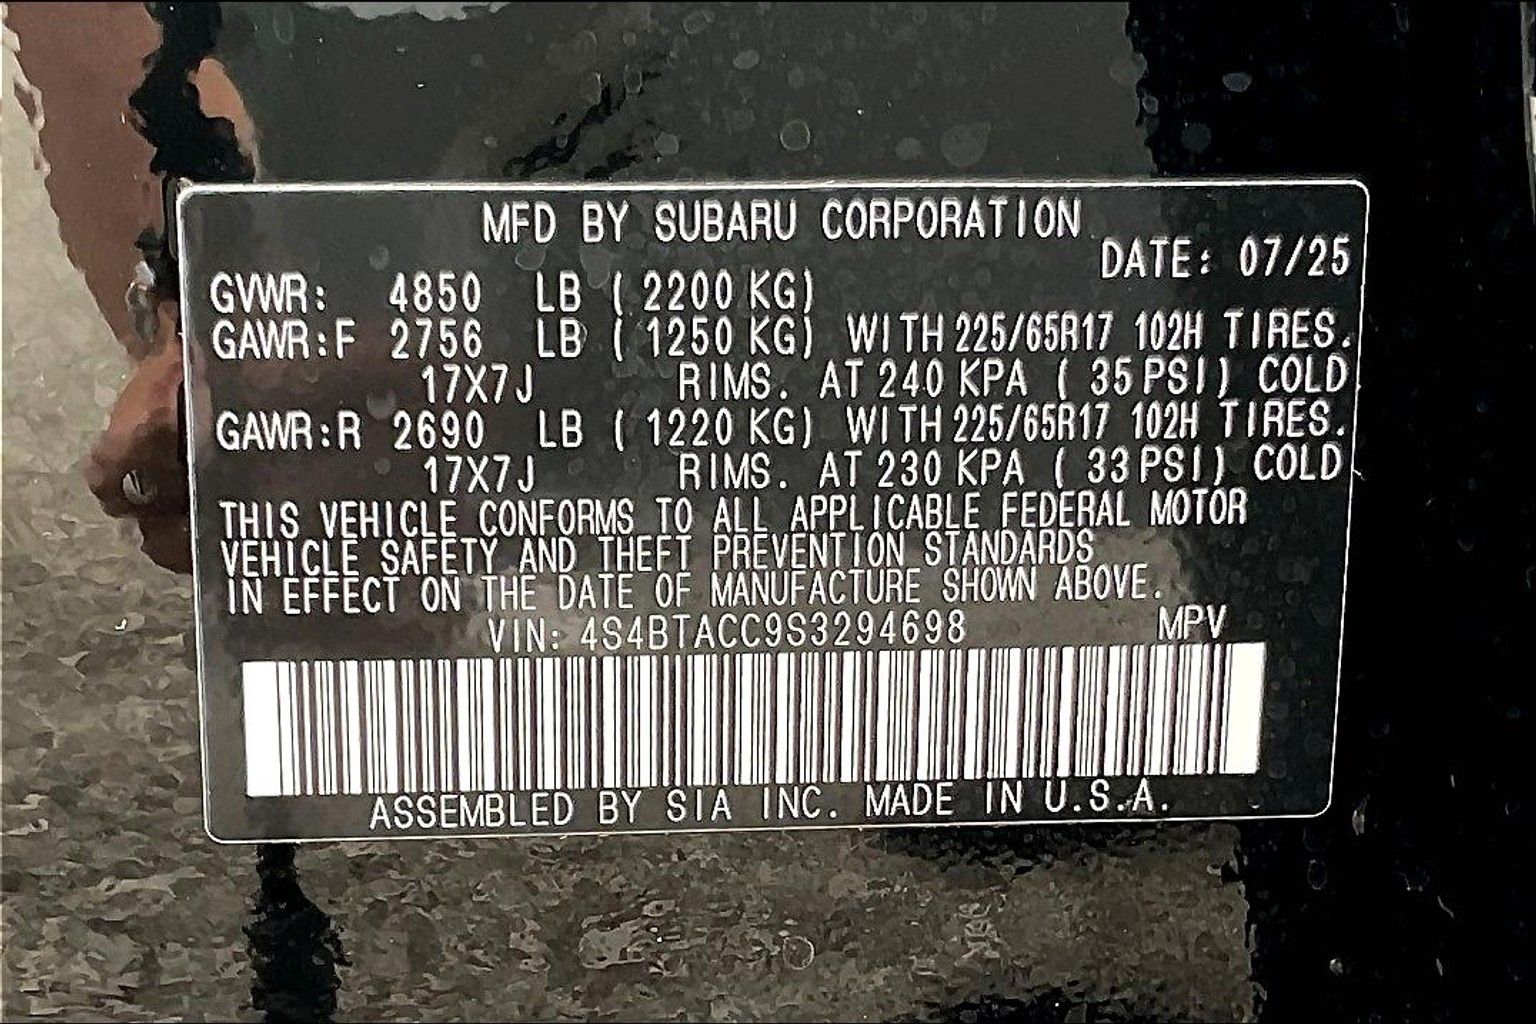 MFD BY SUBARU CORPORATION
DATE: 07/25
GVWR: 4850 LB ( 2200 KG)
GAWR:F 2756 LB ( 1250 KG) WITH 225/65R17 102H TIRES.
17X7J RIMS. AT 240 KPA ( 35 PSI) COLD
GAWR:R 2690 LB ( 1220 KG) WITH 225/65R17 102H TIRES.
17X7J RIMS. AT 230 KPA ( 33 PSI) COLD
THIS VEHICLE CONFORMS TO ALL APPLICABLE FEDERAL MOTOR
VEHICLE SAFETY AND THEFT PREVENTION STANDARDS
IN EFFECT ON THE DATE OF MANUFACTURE SHOWN ABOVE.
VIN: 4S4BTACC9S3294698 MPV
ASSEMBLED BY SIA INC. MADE IN U.S.A.